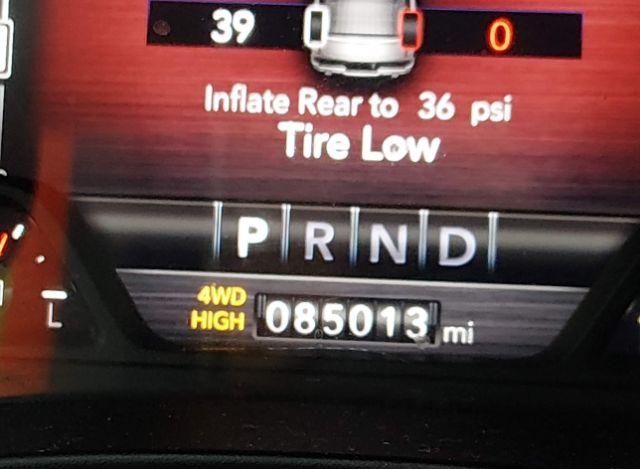 39 0
Inflate Rear to 36 psi
Tire Low
P R N D
4WD
HIGH 085013 mi
L